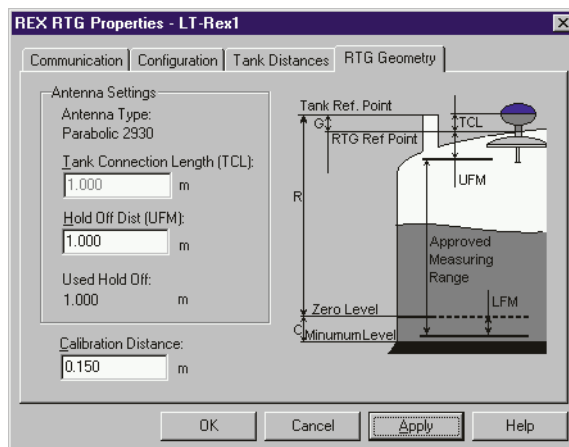 REX RTG Properties - LT-Rex1
Communication
Configuration
Tank Distances
RTG Geometry
Antenna Settings
Antenna Type:
Parabolic 2930
Tank Connection Length (TCL):
1.000 m
Hold Off Dist (UFM):
1.000 m
Used Hold Off:
1.000 m
Calibration Distance:
0.150 m
Tank Ref. Point
G
TCL
RTG Ref Point
UFM
R
Approved
Measuring
Range
LFM
Zero Level
C
Minumum Level
OK
Cancel
Apply
Help